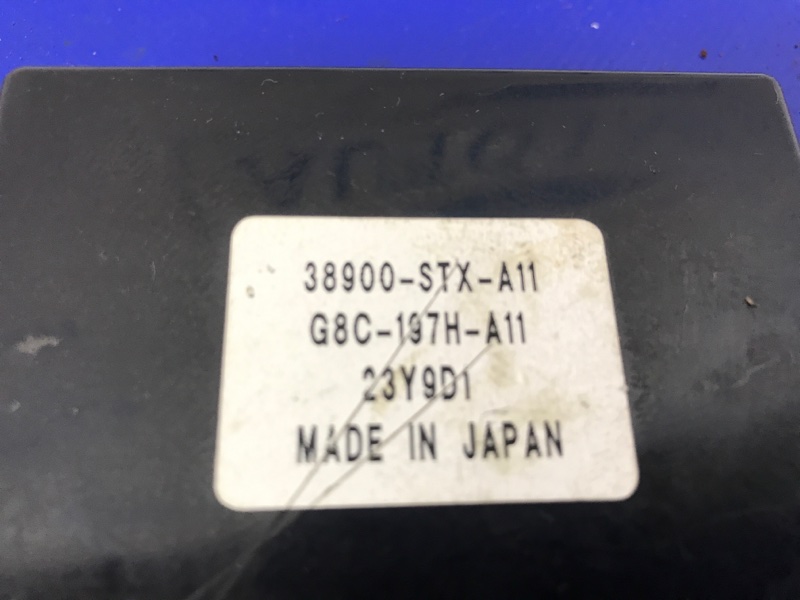 38900-STX-A11
G8C-197H-A11
23Y9D1
MADE IN JAPAN